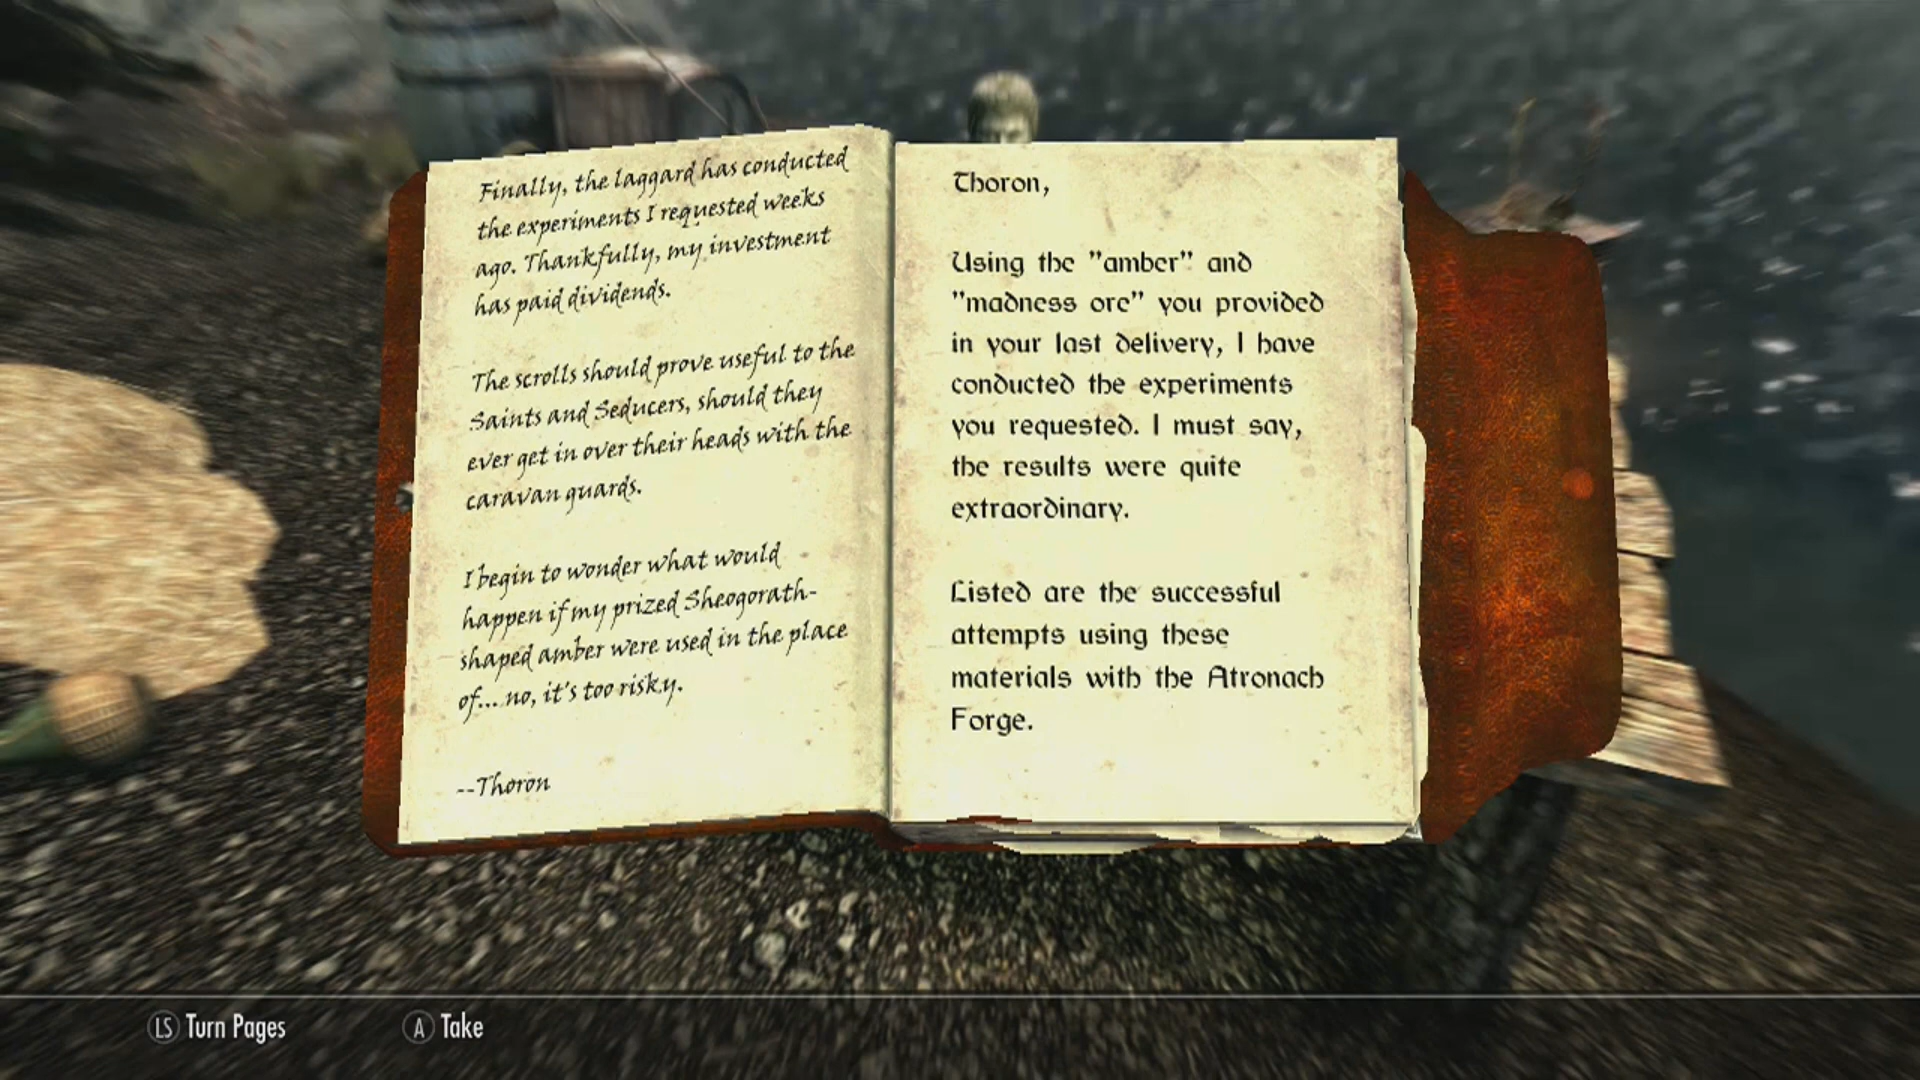 Finally, the laggard has conducted
the experiments I requested weeks
ago. Thankfully, my investment
has paid dividends.
The scrolls should prove useful to the
Saints and Seducers, should they
ever get in over their heads with the
caravan guards.
I begin to wonder what would
happen if my prized Sheogorath-
shaped amber were used in the place
of... no, it's too risky.
--Thoron
Thoron,
Using the "amber" and
"madness ore" you provided
in your last delivery, I have
conducted the experiments
you requested. I must say,
the results were quite
extraordinary.
Listed are the successful
attempts using these
materials with the Atronach
Forge.
LS Turn Pages
A Take